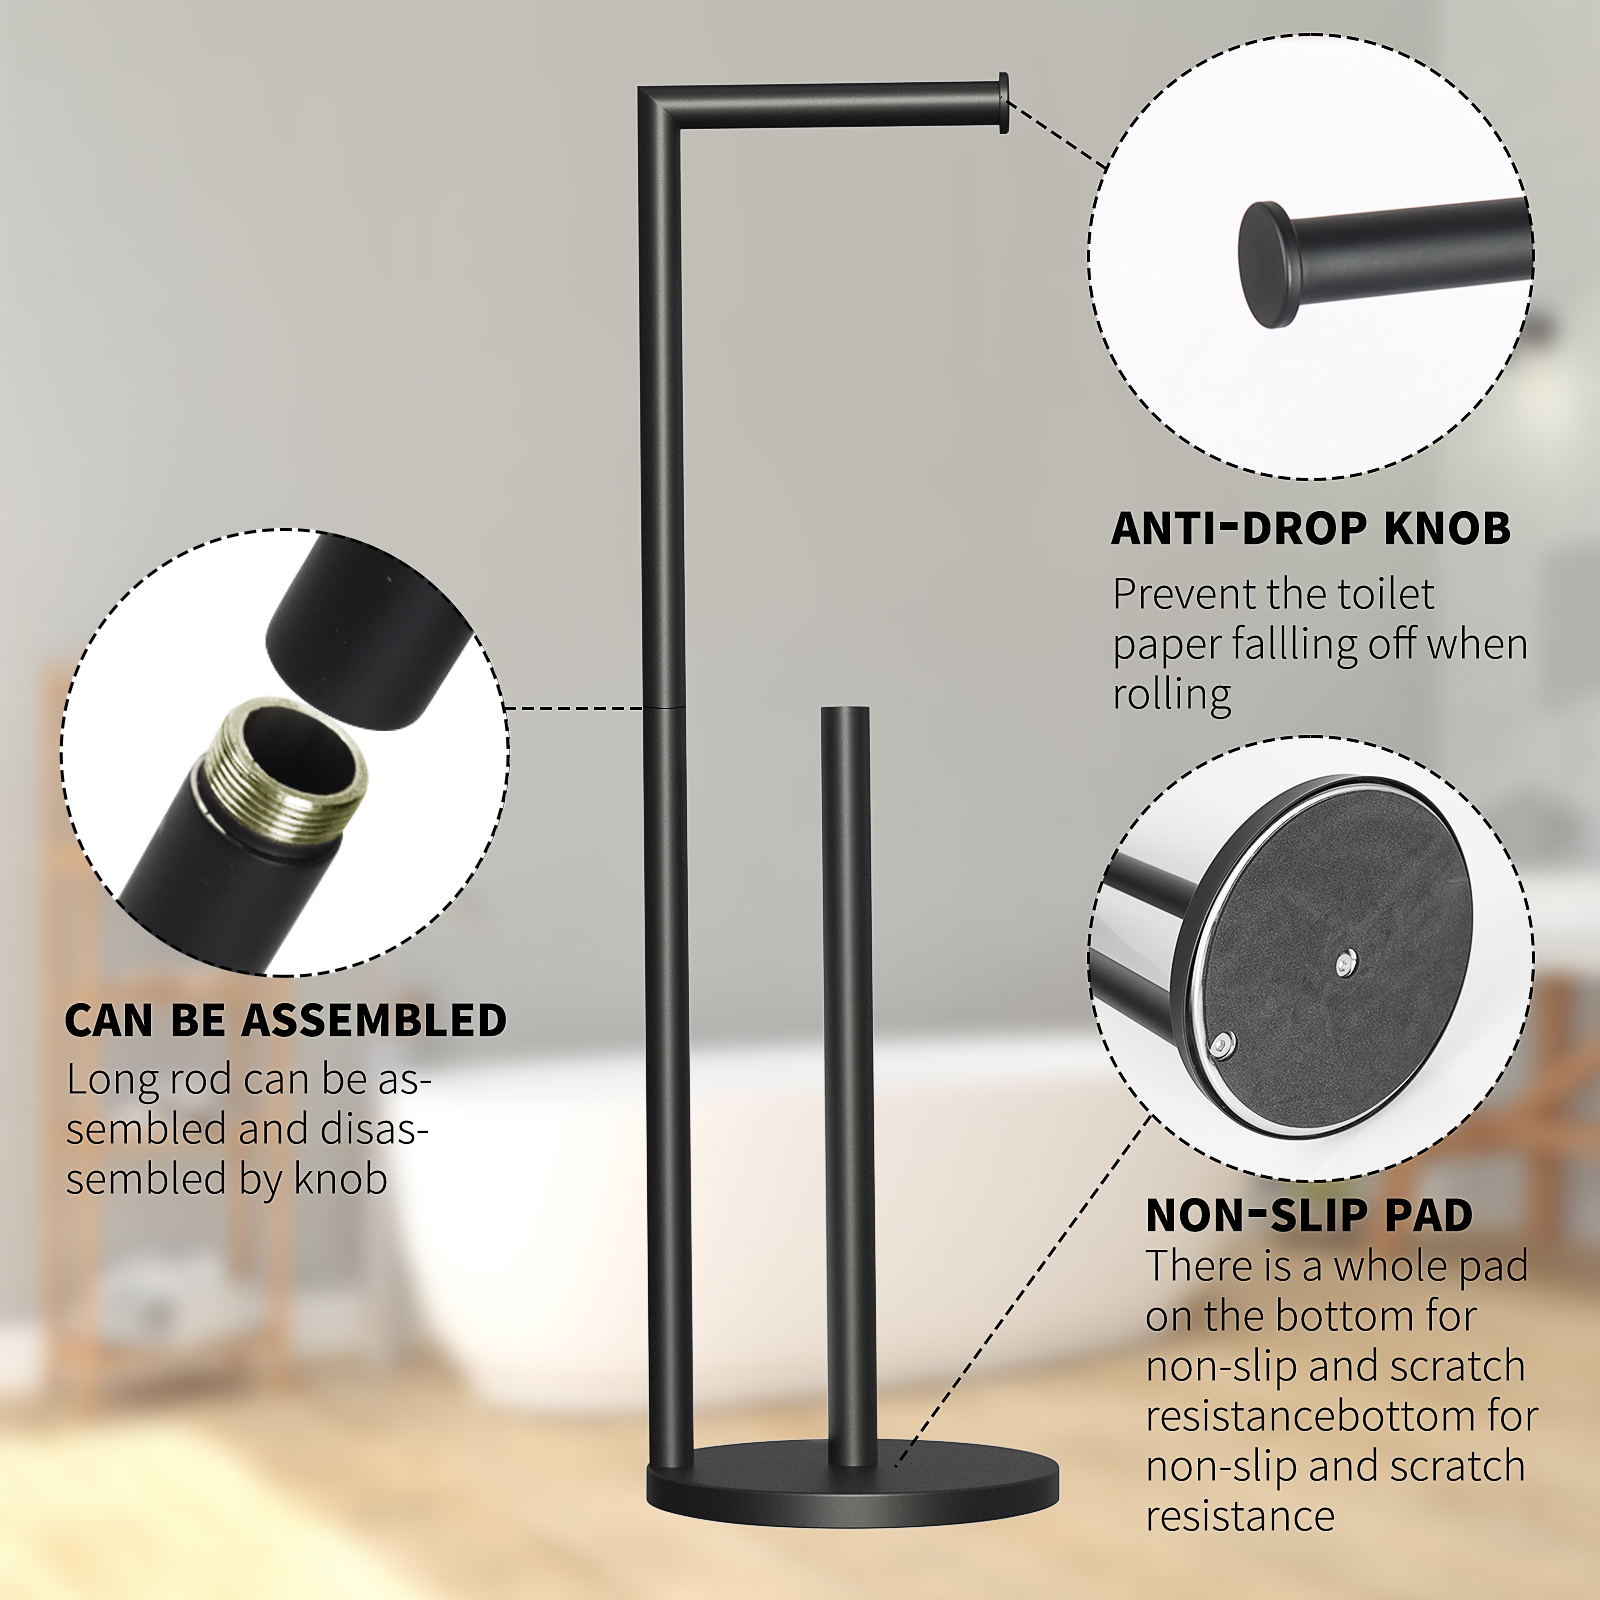 ANTI-DROP KNOB
Prevent the toilet
paper fallling off when
rolling
CAN BE ASSEMBLED
Long rod can be as-
sembled and disas-
sembled by knob
NON-SLIP PAD
There is a whole pad
on the bottom for
non-slip and scratch
resistancebottom for
non-slip and scratch
resistance